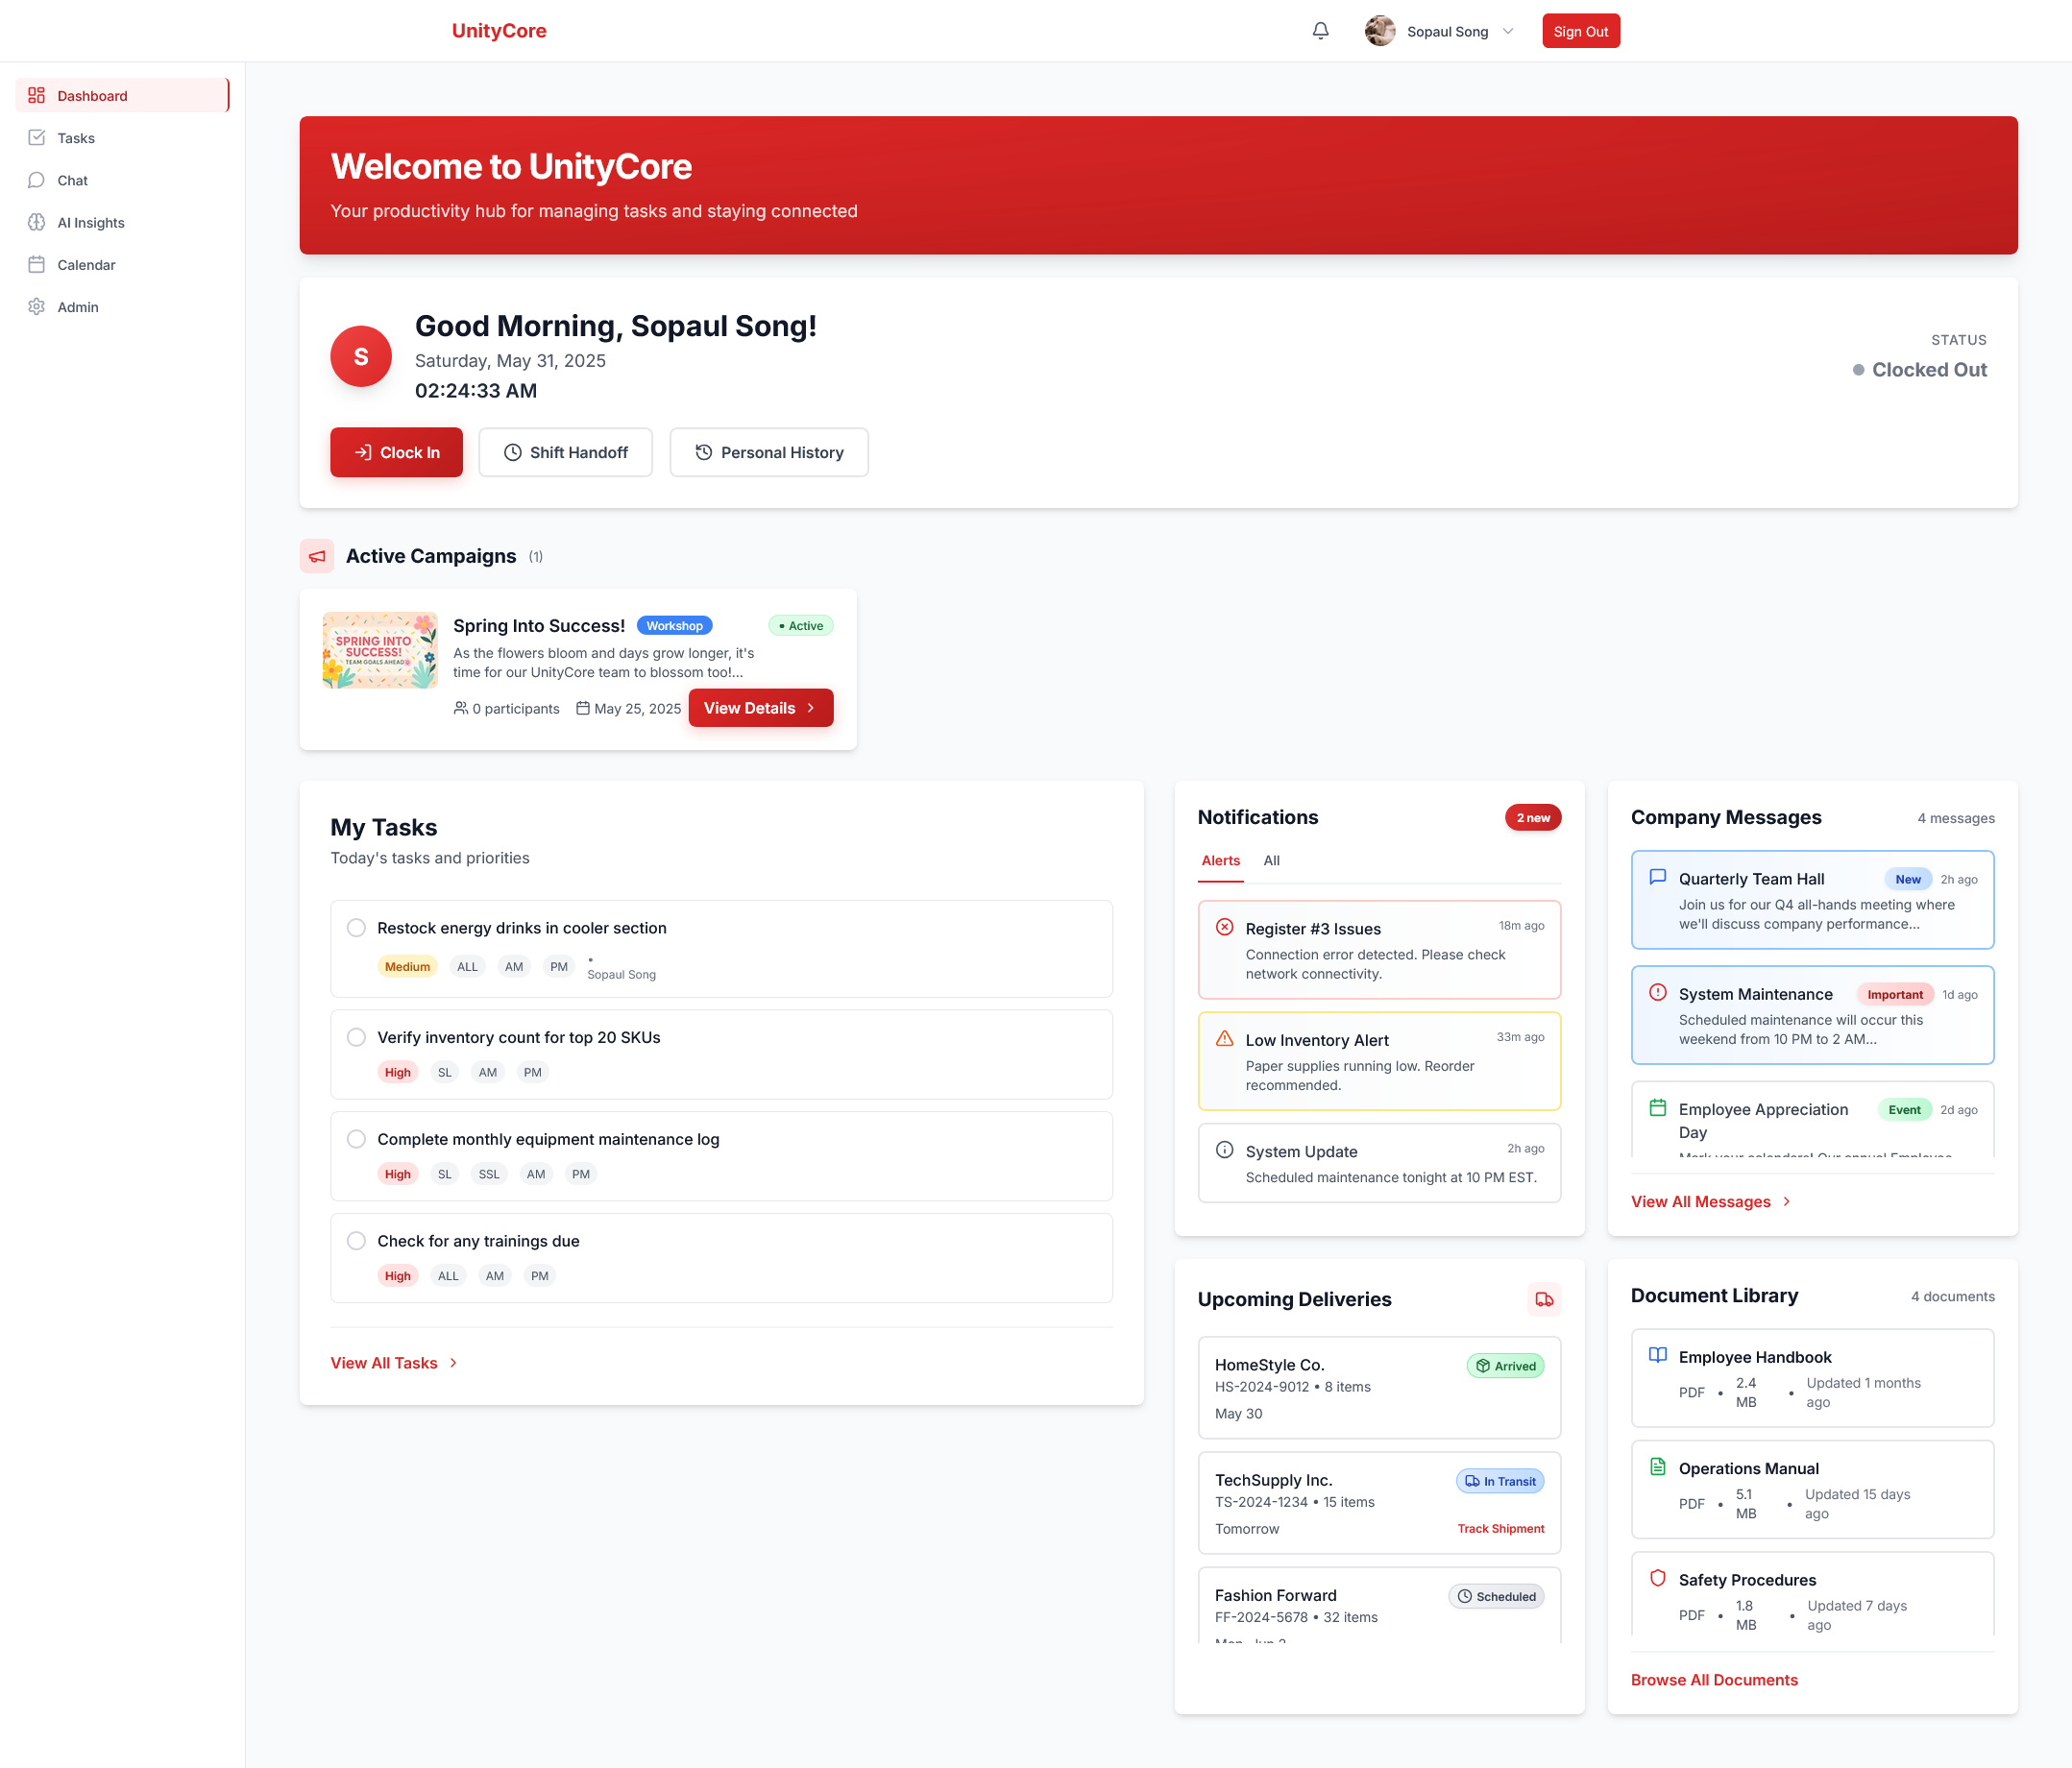 UnityCore
Sopaul Song
Sign Out
Dashboard
Tasks
Chat
AI Insights
Calendar
Admin
Welcome to UnityCore
Your productivity hub for managing tasks and staying connected
S
Good Morning, Sopaul Song!
Saturday, May 31, 2025
02:24:33 AM
STATUS
Clocked Out
Clock In
Shift Handoff
Personal History
Active Campaigns (1)
SPRING INTO
SUCCESS!
TEAM GOALS AHEAD
Spring Into Success! Workshop • Active
As the flowers bloom and days grow longer, it's
time for our UnityCore team to blossom too!...
0 participants May 25, 2025 View Details
My Tasks
Today's tasks and priorities
Restock energy drinks in cooler section
Medium ALL AM PM •
Sopaul Song
Verify inventory count for top 20 SKUs
High SL AM PM
Complete monthly equipment maintenance log
High SL SSL AM PM
Check for any trainings due
High ALL AM PM
View All Tasks
Notifications 2 new
Alerts All
Register #3 Issues 18m ago
Connection error detected. Please check
network connectivity.
Low Inventory Alert 33m ago
Paper supplies running low. Reorder
recommended.
System Update 2h ago
Scheduled maintenance tonight at 10 PM EST.
Company Messages 4 messages
Quarterly Team Hall New 2h ago
Join us for our Q4 all-hands meeting where
we'll discuss company performance...
System Maintenance Important 1d ago
Scheduled maintenance will occur this
weekend from 10 PM to 2 AM...
Employee Appreciation Event 2d ago
Day
Mark your calendars! Our annual Employee
View All Messages
Upcoming Deliveries
HomeStyle Co. Arrived
HS-2024-9012 • 8 items
May 30
TechSupply Inc. In Transit
TS-2024-1234 • 15 items
Tomorrow Track Shipment
Fashion Forward Scheduled
FF-2024-5678 • 32 items
Mon, Jun 2
Document Library 4 documents
Employee Handbook
PDF • 2.4 MB • Updated 1 months ago
Operations Manual
PDF • 5.1 MB • Updated 15 days ago
Safety Procedures
PDF • 1.8 MB • Updated 7 days ago
Browse All Documents